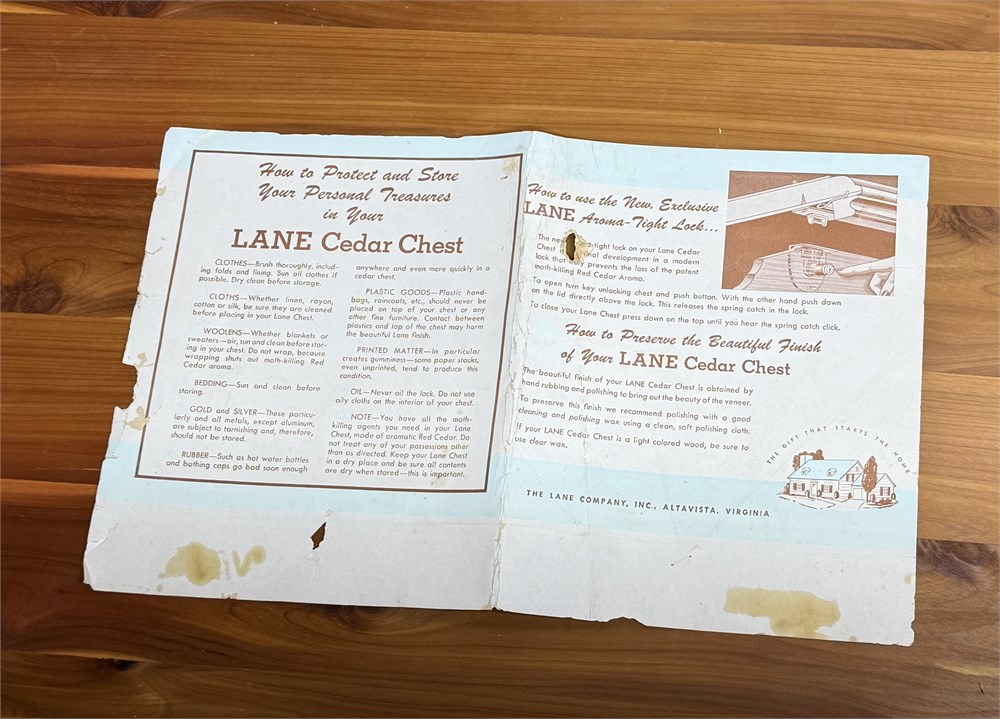 How to Protect and Store
Your Personal Treasures
in Your
LANE Cedar Chest
CLOTHES—Brush thoroughly, includ-
ing folds and lining. Sun all clothes if
possible. Dry clean before storage.
CLOTHS—Whether linen, rayon,
cotton or silk, be sure they are cleaned
before placing in your Lane Chest.
WOOLENS—Whether blankets or
sweaters—air, sun and clean before stor-
ing in your chest. Do not wrap, because
wrapping shuts out moth-killing Red
Cedar aroma.
BEDDING—Sun and clean before
storing.
GOLD and SILVER—These particu-
larly and all metals, except aluminum,
are subject to tarnishing and, therefore,
should not be stored.
RUBBER—Such as hot water bottles
and bathing caps go bad soon enough
anywhere and even more quickly in a
cedar chest.
PLASTIC GOODS—Plastic hand-
bags, raincoats, etc., should never be
placed on top of your chest or any
other fine furniture. Contact between
plastics and top of the chest may harm
the beautiful Lane finish.
PRINTED MATTER—In particular
creates gumminess—some paper stocks,
even unprinted, tend to produce this
condition.
OIL—Never oil the lock. Do not use
oily cloths on the interior of your chest.
NOTE—You have all the moth-
killing agents you need in your Lane
Chest, made of aromatic Red Cedar. Do
not treat any of your possessions other
than as directed. Keep your Lane Chest
in a dry place and be sure all contents
are dry when stored—this is important.
How to use the New, Exclusive
LANE Aroma-Tight Lock...
The new -tight lock on your Lane Cedar
Chest is development in a modern
lock that prevents the loss of the potent
moth-killing Red Cedar Aroma.
To open turn key unlocking chest and push button. With the other hand push down
on the lid directly above the lock. This releases the spring catch in the lock.
To close your Lane Chest press down on the top until you hear the spring catch click.
How to Preserve the Beautiful Finish
of Your LANE Cedar Chest
The beautiful finish of your LANE Cedar Chest is obtained by
hand rubbing and polishing to bring out the beauty of the veneer.
To preserve this finish we recommend polishing with a good
cleaning and polishing wax using a clean, soft polishing cloth.
If your LANE Cedar Chest is a light colored wood, be sure to
use clear wax.
THE GIFT THAT STARTS THE HOME
THE LANE COMPANY, INC., ALTAVISTA, VIRGINIA